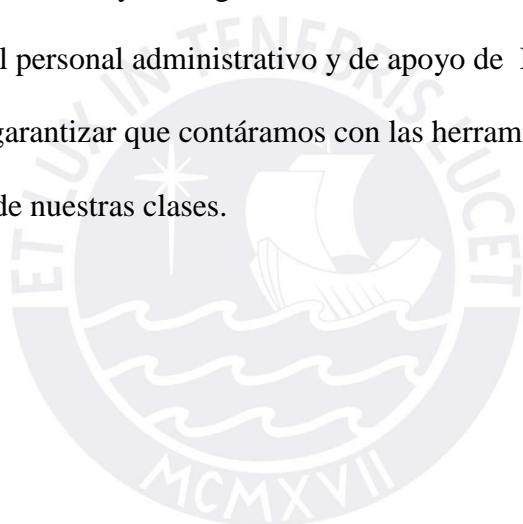 l personal administrativo y de apoyo de
garantizar que contáramos con las herram
de nuestras clases.
ET LUX IN TENEBRIS LUCET
MCMXVII